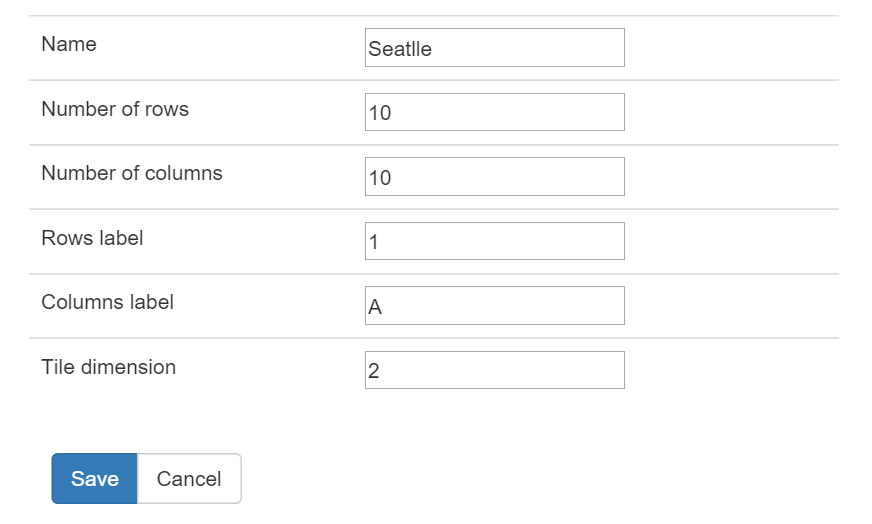 Name Seatlle
Number of rows 10
Number of columns 10
Rows label 1
Columns label A
Tile dimension 2
Save Cancel